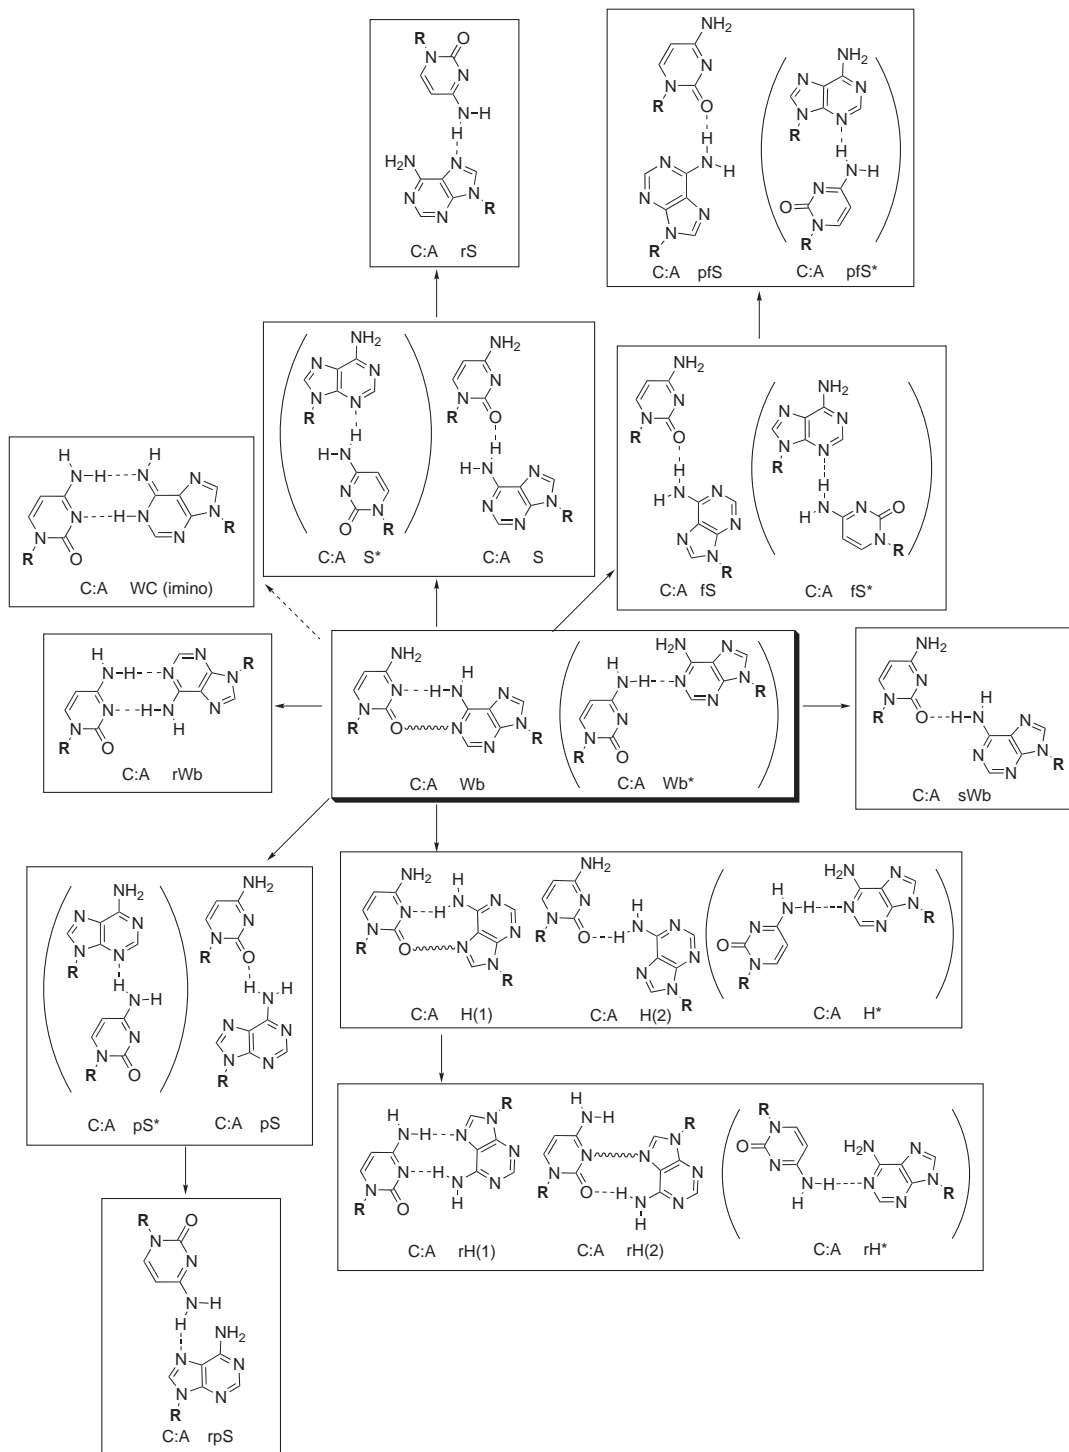 C:A rS
C:A pfS
C:A pfS*
C:A S*
C:A S
C:A fS
C:A fS*
C:A WC (imino)
C:A rWb
C:A Wb
C:A Wb*
C:A sWb
C:A pS*
C:A pS
C:A H(1)
C:A H(2)
C:A H*
C:A rH(1)
C:A rH(2)
C:A rH*
C:A rpS